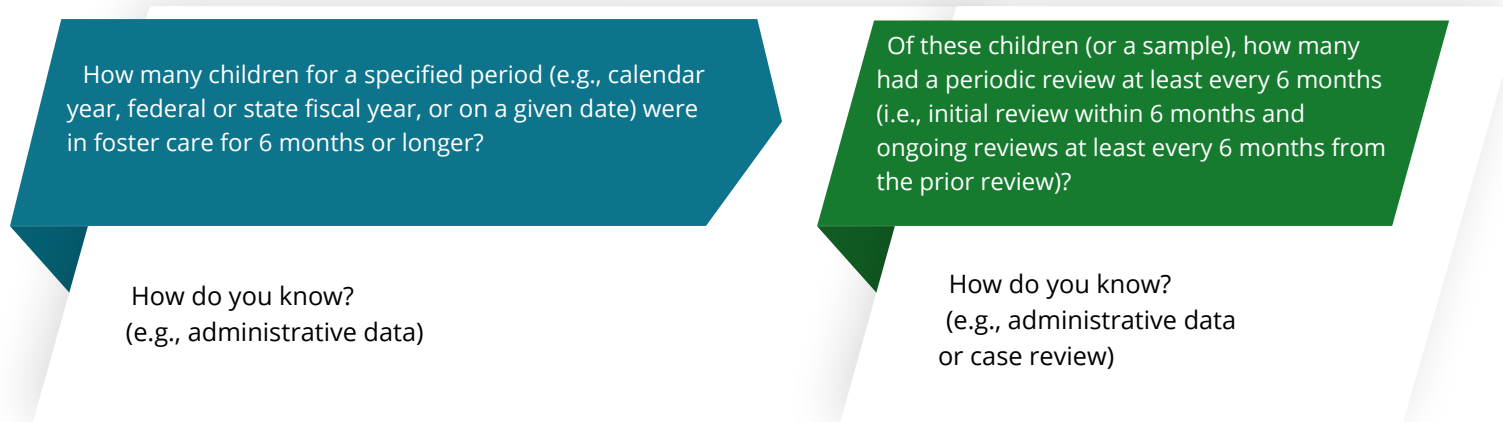 How many children for a specified period (e.g., calendar
year, federal or state fiscal year, or on a given date) were
in foster care for 6 months or longer?
How do you know?
(e.g., administrative data)
Of these children (or a sample), how many
had a periodic review at least every 6 months
(i.e., initial review within 6 months and
ongoing reviews at least every 6 months from
the prior review)?
How do you know?
(e.g., administrative data
or case review)